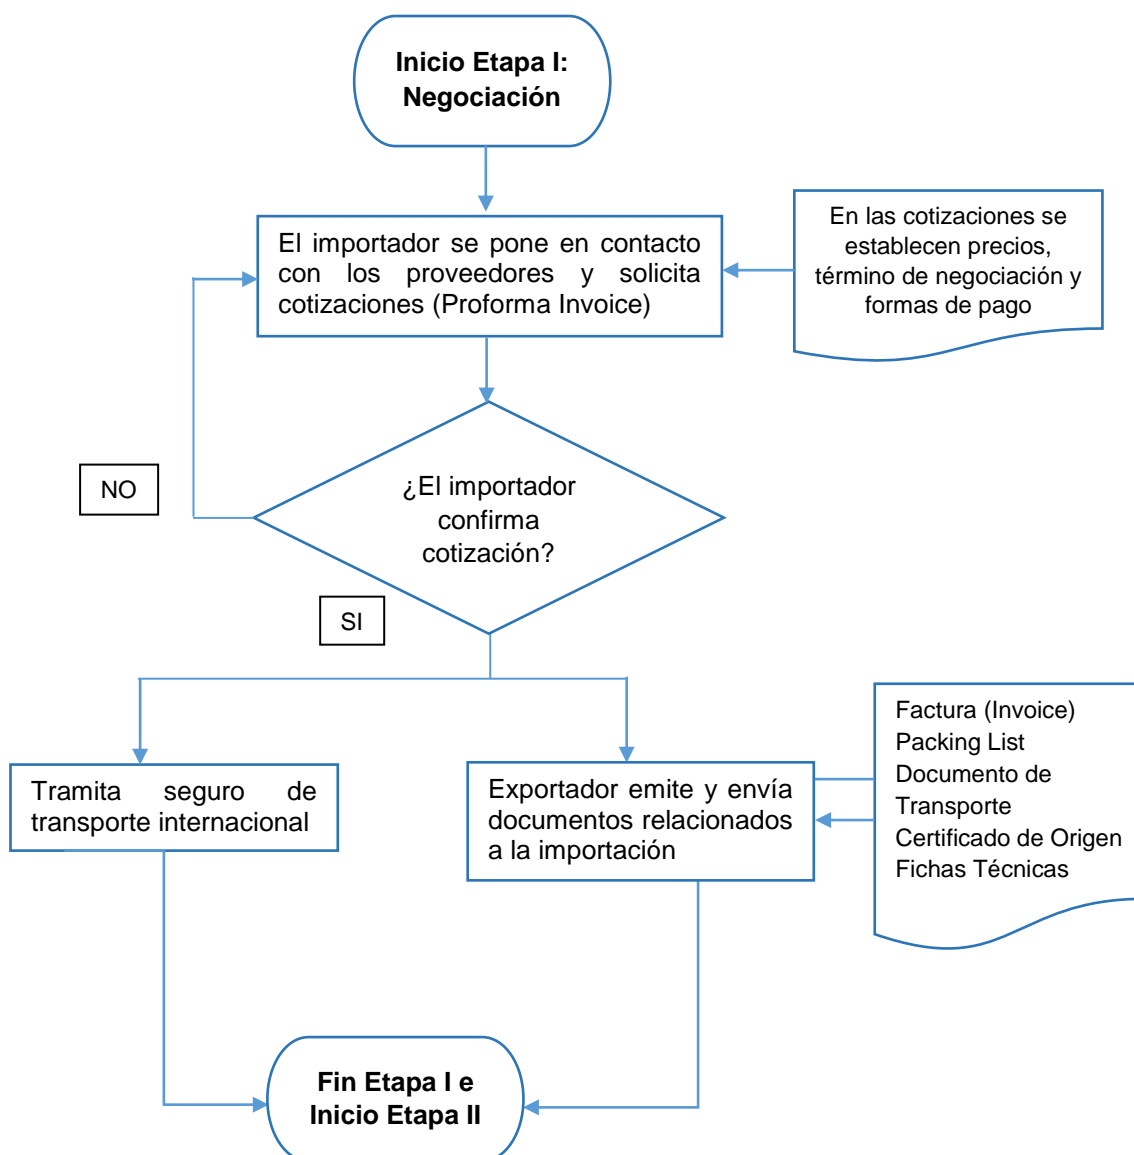 Inicio Etapa I:
Negociación
El importador se pone en contacto
con los proveedores y solicita
cotizaciones (Proforma Invoice)
En las cotizaciones se
establecen precios,
término de negociación y
formas de pago
¿El importador
confirma
cotización?
NO
SI
Tramita seguro de
transporte internacional
Exportador emite y envía
documentos relacionados
a la importación
Factura (Invoice)
Packing List
Documento de
Transporte
Certificado de Origen
Fichas Técnicas
Fin Etapa I e
Inicio Etapa II